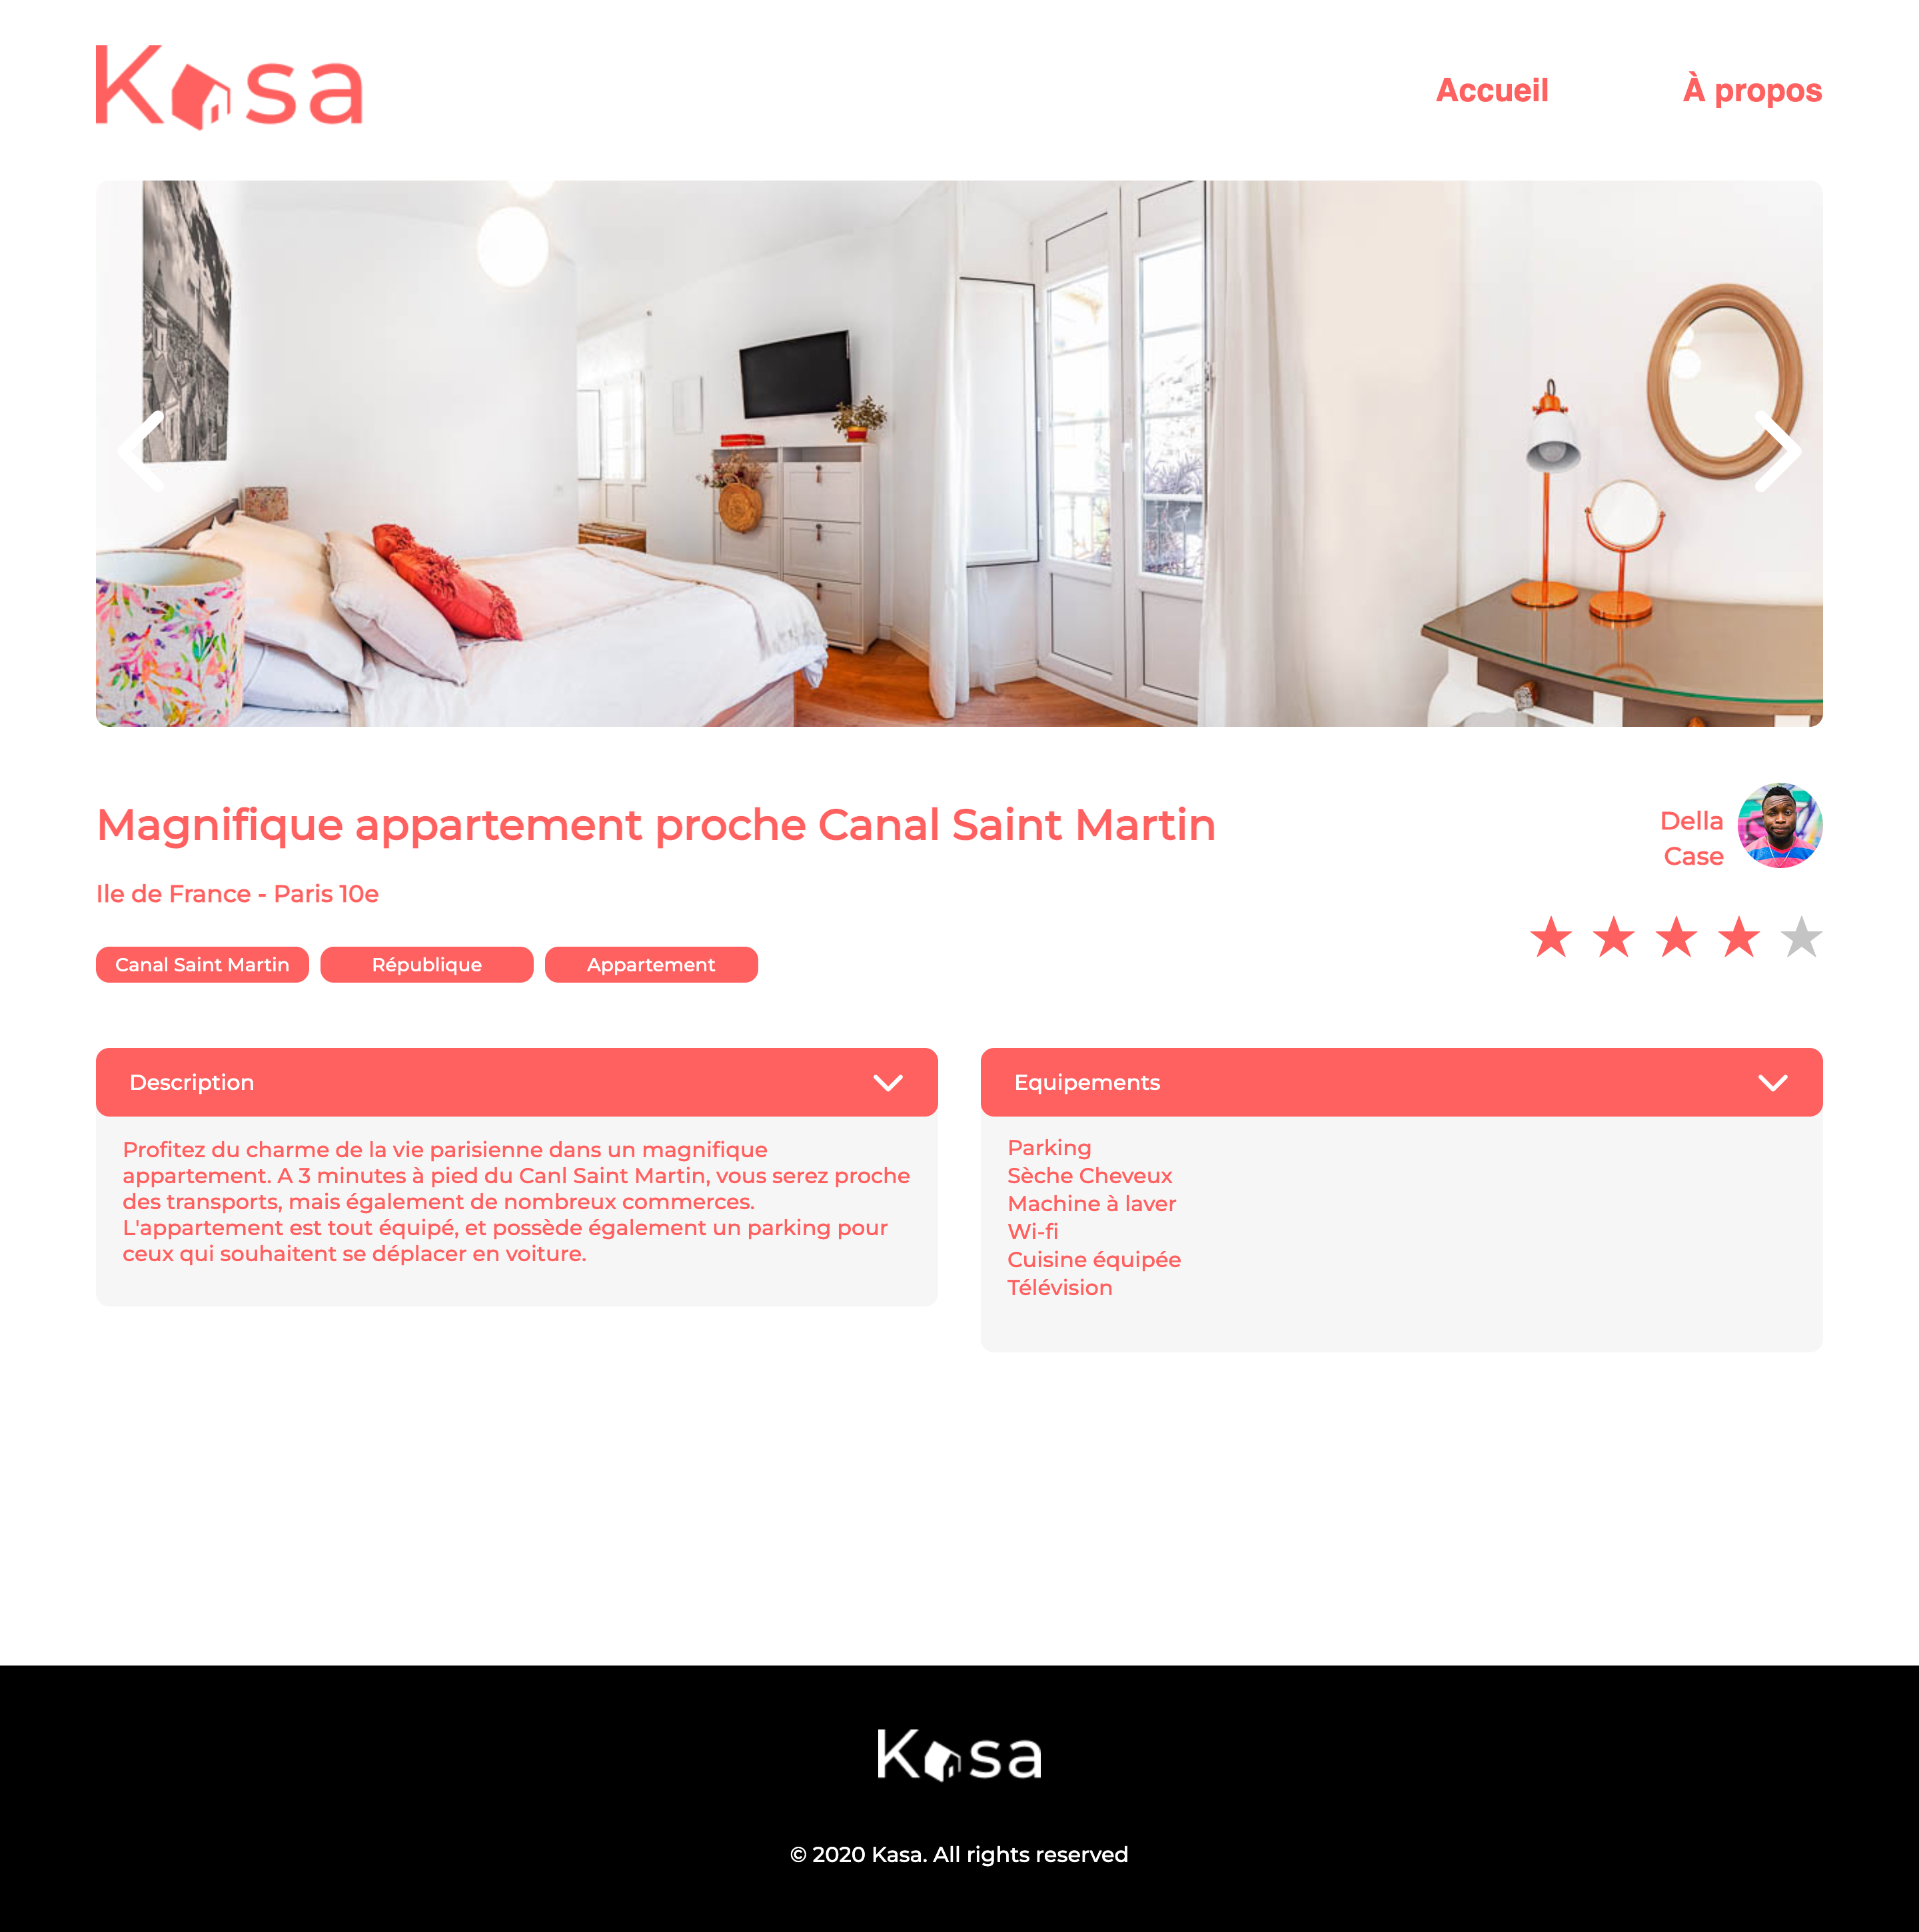 Kasa
Accueil
À propos
Magnifique appartement proche Canal Saint Martin
Della
Case
Ile de France - Paris 10e
Canal Saint Martin
République
Appartement
Description
Profitez du charme de la vie parisienne dans un magnifique
appartement. A 3 minutes à pied du Canl Saint Martin, vous serez proche
des transports, mais également de nombreux commerces.
L'appartement est tout équipé, et possède également un parking pour
ceux qui souhaitent se déplacer en voiture.
Equipements
Parking
Sèche Cheveux
Machine à laver
Wi-fi
Cuisine équipée
Télévision
Kasa
© 2020 Kasa. All rights reserved